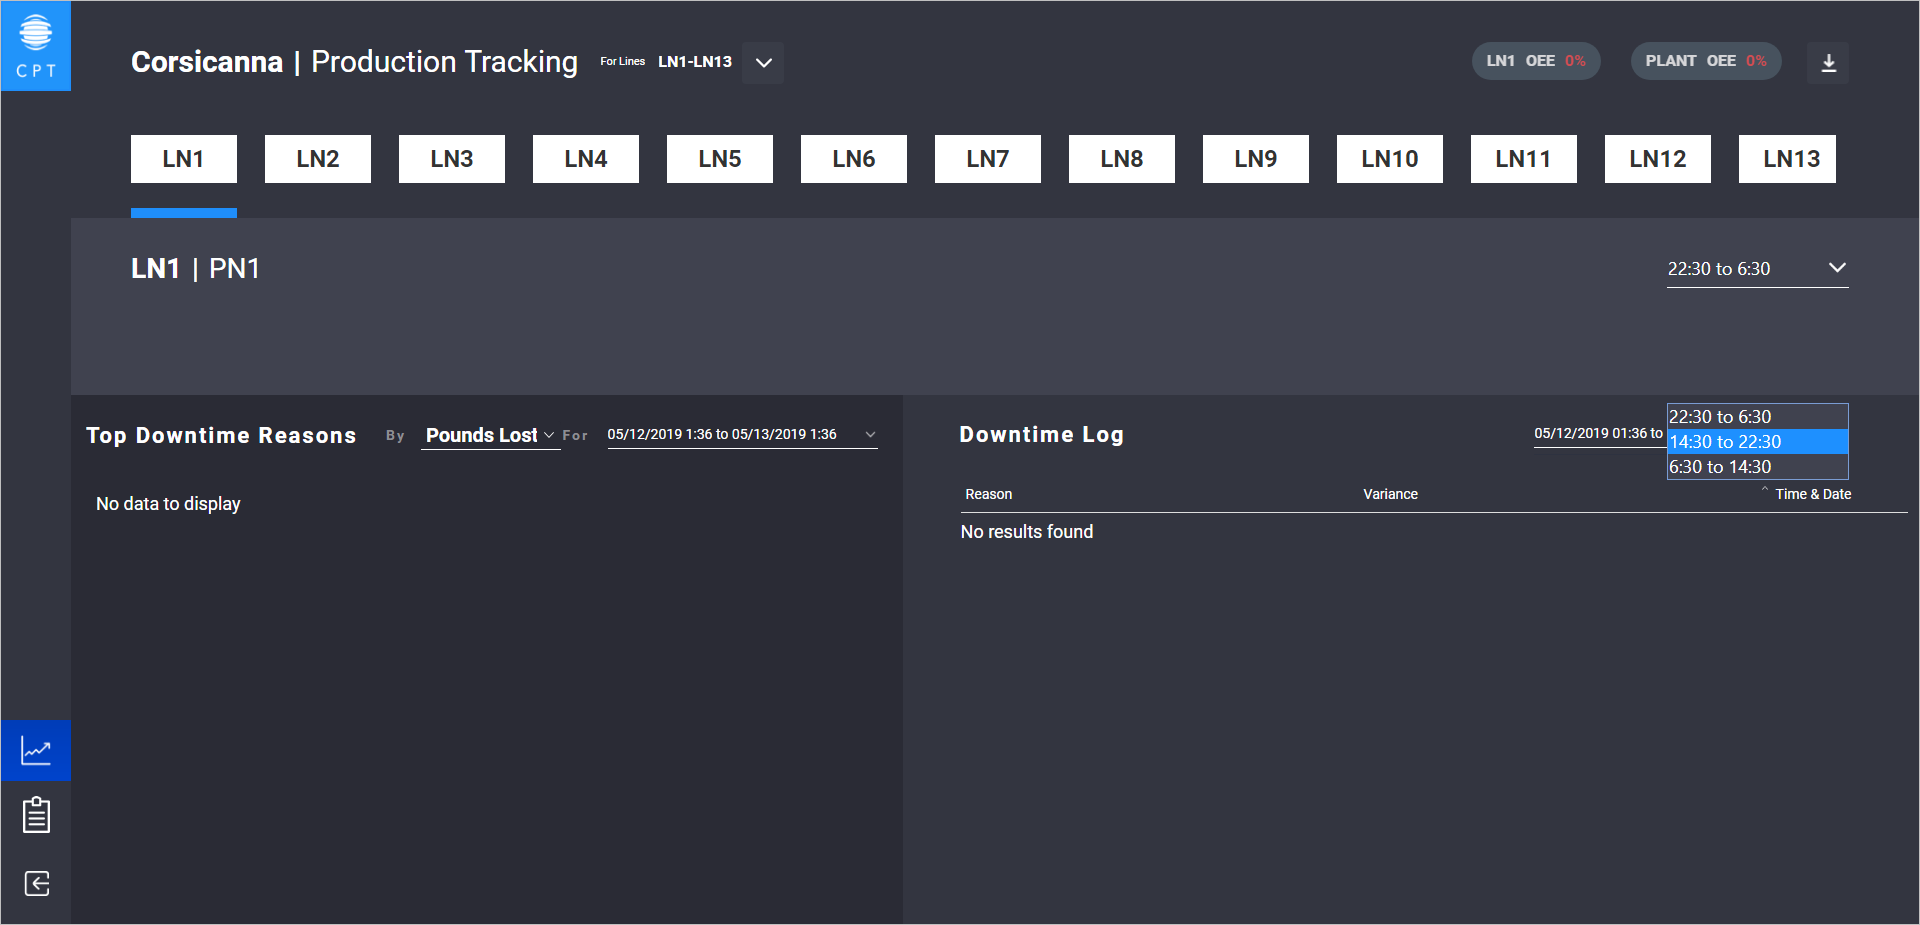 CPT
Corsicanna | Production Tracking For Lines LN1-LN13
LN1 OEE 0% PLANT OEE 0%
LN1 LN2 LN3 LN4 LN5 LN6 LN7 LN8 LN9 LN10 LN11 LN12 LN13
LN1 | PN1
22:30 to 6:30
Top Downtime Reasons By Pounds Lost For 05/12/2019 1:36 to 05/13/2019 1:36
No data to display
Downtime Log 05/12/2019 01:36 to
22:30 to 6:30
14:30 to 22:30
6:30 to 14:30
Reason Variance Time & Date
No results found